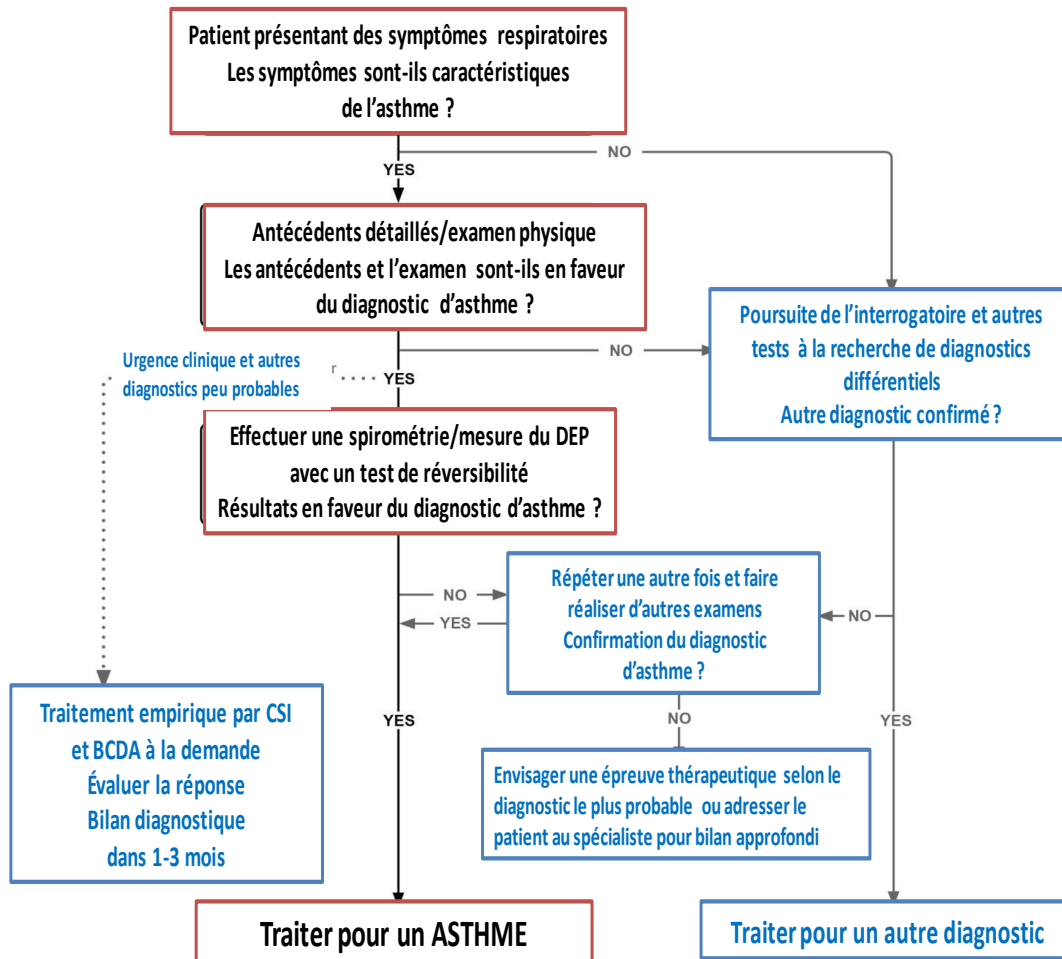 Patient présentant des symptômes respiratoires
Les symptômes sont-ils caractéristiques
de l'asthme ?
NO
YES
Antécédents détaillés/examen physique
Les antécédents et l'examen sont-ils en faveur
du diagnostic d'asthme ?
Poursuite de l'interrogatoire et autres
tests à la recherche de diagnostics
différentiels
Autre diagnostic confirmé ?
NO
Urgence clinique et autres
diagnostics peu probables
YES
Effectuer une spirométrie/mesure du DEP
avec un test de réversibilité
Résultats en faveur du diagnostic d'asthme ?
Répéter une autre fois et faire
réaliser d'autres examens
Confirmation du diagnostic
d'asthme ?
NO
YES
NO
Traitement empirique par CSI
et BCDA à la demande
Évaluer la réponse
Bilan diagnostique
dans 1-3 mois
YES
NO
YES
Envisager une épreuve thérapeutique selon le
diagnostic le plus probable ou adresser le
patient au spécialiste pour bilan approfondi
Traiter pour un ASTHME
Traiter pour un autre diagnostic